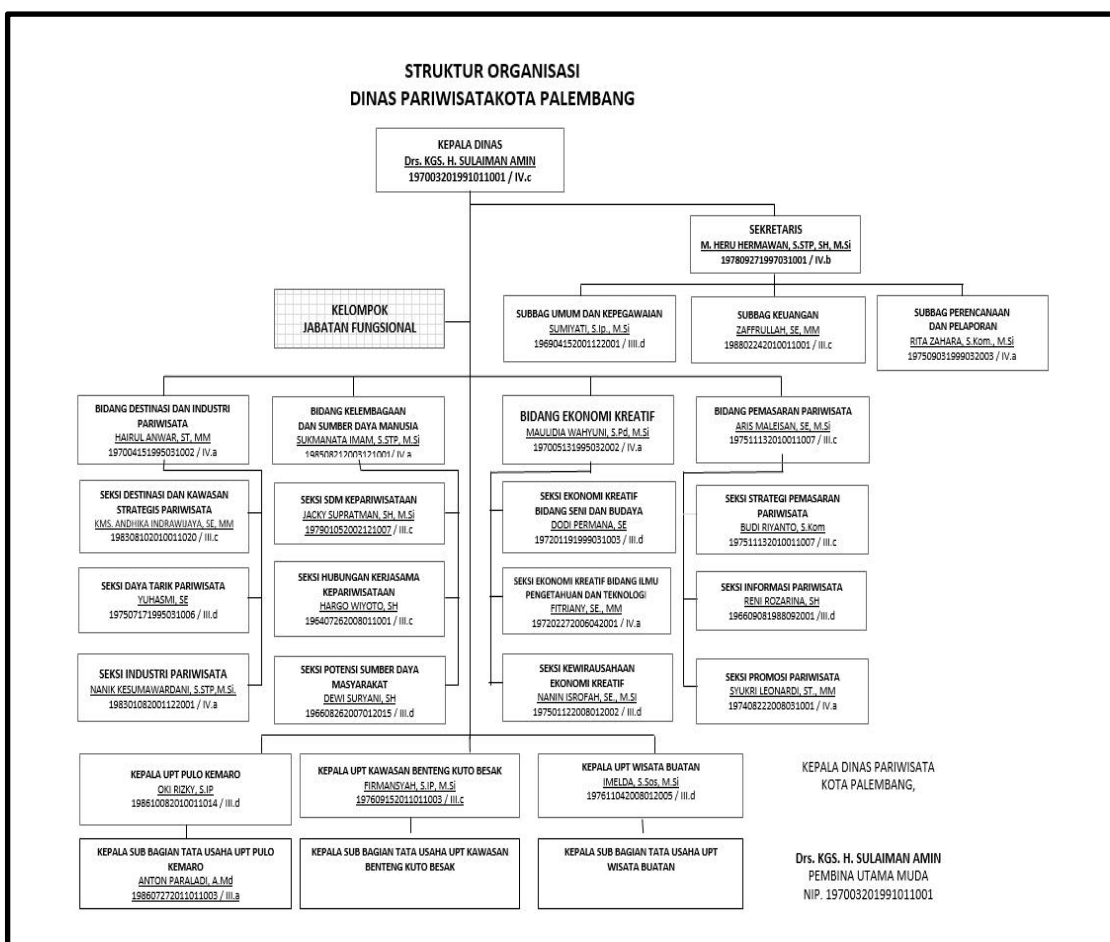 STRUKTUR ORGANISASI
DINAS PARIWISATAKOTA PALEMBANG
KEPALA DINAS
Drs. KGS. H. SULAIMAN AMIN
197003201991011001 / IV.c
SEKRETARIS
M. HERU HERMAWAN, S.STP, SH, M.Si
197809271997031001 / IV.b
KELOMPOK
JABATAN FUNGSIONAL
SUBBAG UMUM DAN KEPEGAWAIAN
SUMIYATI, S.Ip., M.Si
196904152001122001 / IIII.d
SUBBAG KEUANGAN
ZAFFRULLAH, SE, MM
198802242010011001 / III.c
SUBBAG PERENCANAAN
DAN PELAPORAN
RITA ZAHARA, S.Kom., M.Si
197509031999032003 / IV.a
BIDANG DESTINASI DAN INDUSTRI
PARIWISATA
HAIRUL ANWAR, ST, MM
197004151995031002 / IV.a
BIDANG KELEMBAGAAN
DAN SUMBER DAYA MANUSIA
SUKMANATA IMAM, S.STP, M.Si
198508212003121001/ IV.a
BIDANG EKONOMI KREATIF
MAULIDIA WAHYUNI, S.Pd, M.Si
197005131995032002 / IV.a
BIDANG PEMASARAN PARIWISATA
ARIS MALEISAN, SE, M.Si
197511132010011007 / III.c
SEKSI DESTINASI DAN KAWASAN
STRATEGIS PARIWISATA
KMS. ANDHIKA INDRAWIJAYA, SE, MM
198308102010011020 / III.c
SEKSI SDM KEPARIWISATAAN
JACKY SUPRATMAN, SH, M.Si
197901052002121007 / III.c
SEKSI EKONOMI KREATIF
BIDANG SENI DAN BUDAYA
DODI PERMANA, SE
197201191999031003 / III.d
SEKSI STRATEGI PEMASARAN
PARIWISATA
BUDI RIYANTO, S.Kom
197511132010011007 / III.c
SEKSI DAYA TARIK PARIWISATA
YUHASMI, SE
197507171995031006 / III.d
SEKSI HUBUNGAN KERJASAMA
KEPARIWISATAAN
HARGO WIYOTO, SH
196407262008011001 / III.c
SEKSI EKONOMI KREATIF BIDANG ILMU
PENGETAHUAN DAN TEKNOLOGI
FITRIANY, SE., MM
197202272006042001 / IV.a
SEKSI INFORMASI PARIWISATA
RENI ROZARINA, SH
196609081988092001 /III.d
SEKSI INDUSTRI PARIWISATA
NANIK KESUMAWARDANI, S.STP,M.Si.
198301082001122001 / IV.a
SEKSI POTENSI SUMBER DAYA
MASYARAKAT
DEWI SURYANI, SH
196608262007012015 / III.d
SEKSI KEWIRAUSAHAAN
EKONOMI KREATIF
NANIN ISROFAH, SE., M.SI
197501122008012002 / III.d
SEKSI PROMOSI PARIWISATA
SYUKRI LEONARDI, ST., MM
197408222008031001 / IV.a
KEPALA UPT PULO KEMARO
OKI RIZKY, S.IP
198610082010011014 / III.d
KEPALA UPT KAWASAN BENTENG KUTO BESAK
FIRMANSYAH, S.IP, M.Si
197609152011011003 / III.c
KEPALA UPT WISATA BUATAN
IMELDA, S.Sos, M.Si
197611042008012005 / III.d
KEPALA SUB BAGIAN TATA USAHA UPT PULO
KEMARO
ANTON PARALADI, A.Md
198607272011011003 / III.a
KEPALA SUB BAGIAN TATA USAHA UPT KAWASAN
BENTENG KUTO BESAK
KEPALA SUB BAGIAN TATA USAHA UPT
WISATA BUATAN
KEPALA DINAS PARIWISATA
KOTA PALEMBANG,
Drs. KGS. H. SULAIMAN AMIN
PEMBINA UTAMA MUDA
NIP. 197003201991011001